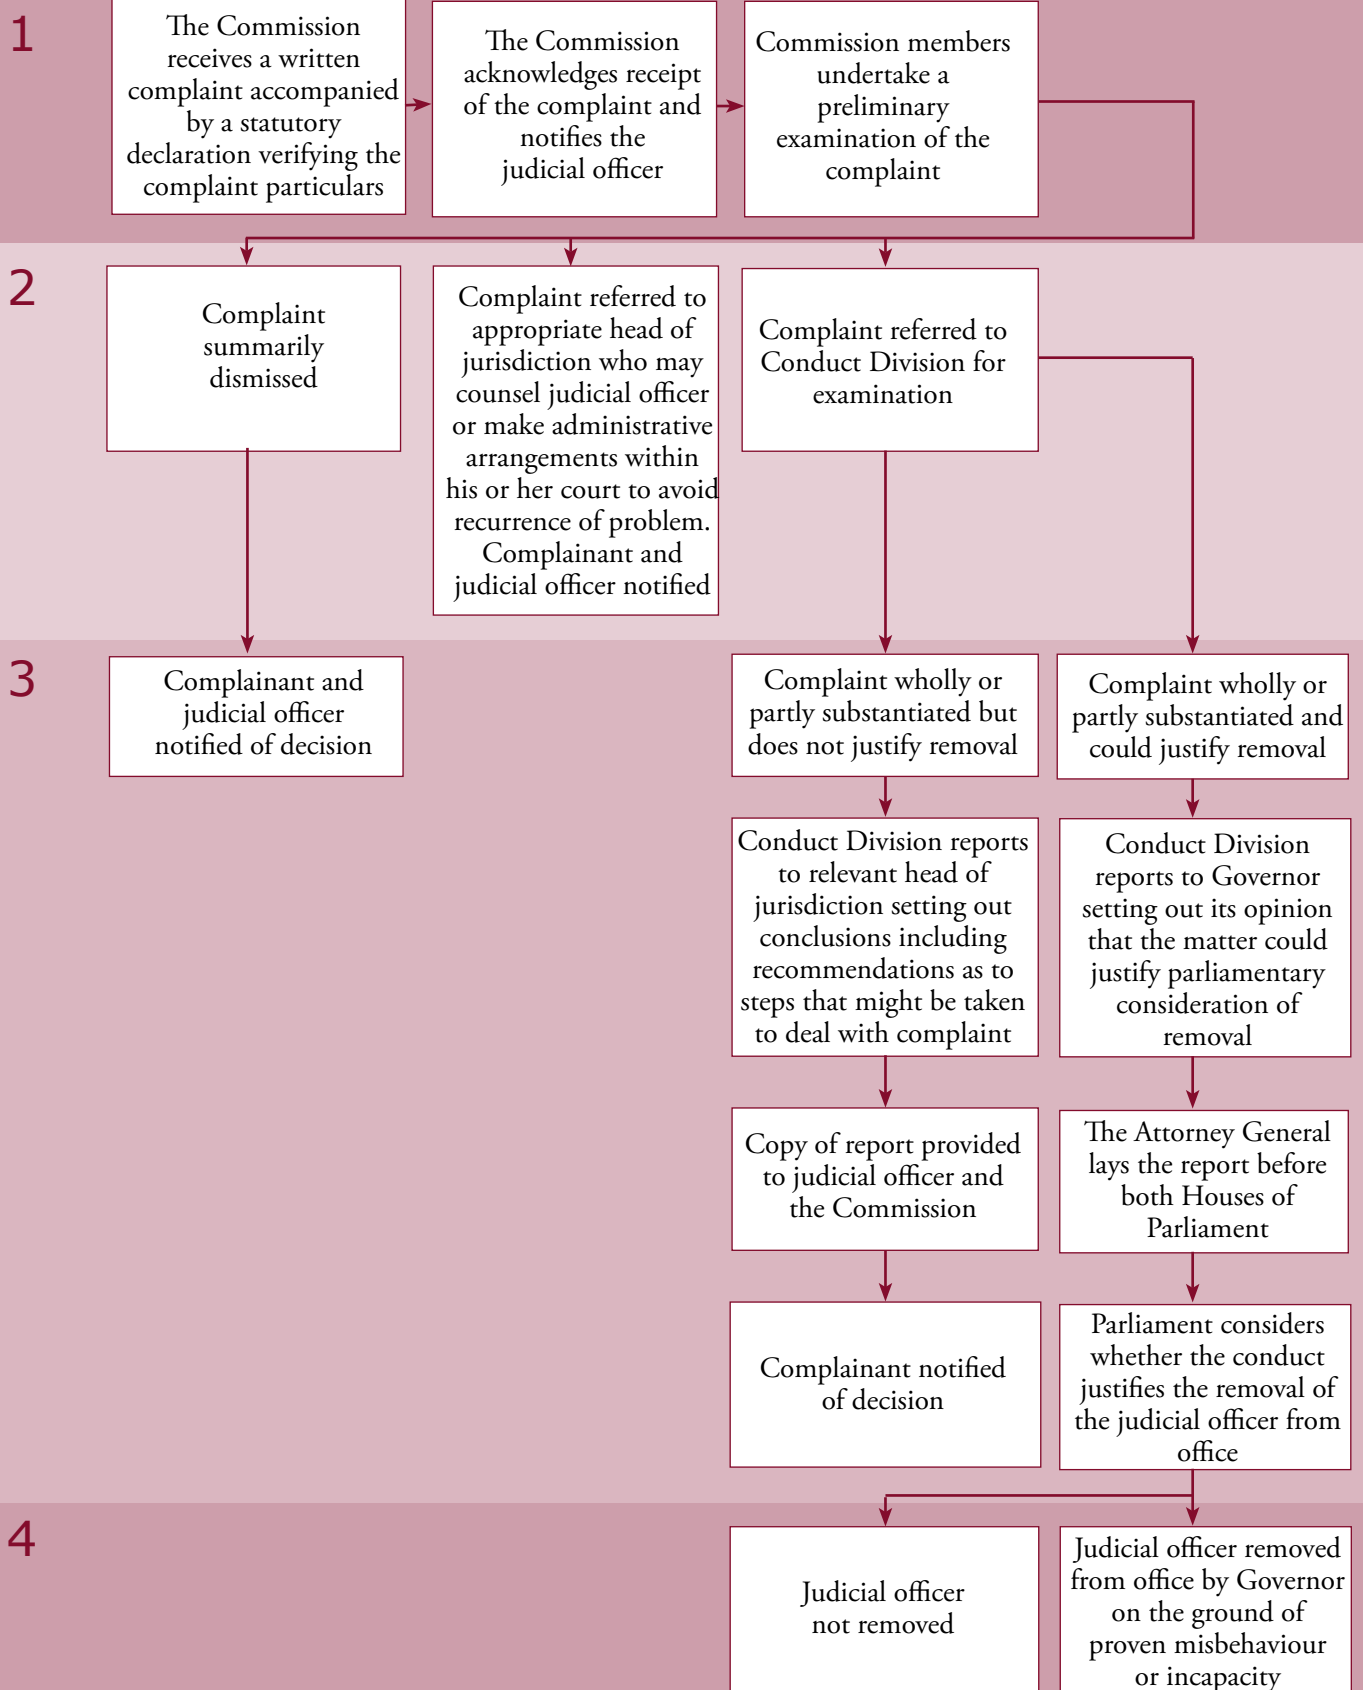 1
The Commission
receives a written
complaint accompanied
by a statutory
declaration verifying the
complaint particulars
The Commission
acknowledges receipt
of the complaint and
notifies the
judicial officer
Commission members
undertake a
preliminary
examination of the
complaint
2
Complaint
summarily
dismissed
Complaint referred to
appropriate head of
jurisdiction who may
counsel judicial officer
or make administrative
arrangements within
his or her court to avoid
recurrence of problem.
Complainant and
judicial officer notified
Complaint referred to
Conduct Division for
examination
3
Complainant and
judicial officer
notified of decision
Complaint wholly or
partly substantiated but
does not justify removal
Complaint wholly or
partly substantiated and
could justify removal
Conduct Division reports
to relevant head of
jurisdiction setting out
conclusions including
recommendations as to
steps that might be taken
to deal with complaint
Conduct Division
reports to Governor
setting out its opinion
that the matter could
justify parliamentary
consideration of
removal
Copy of report provided
to judicial officer and
the Commission
The Attorney General
lays the report before
both Houses of
Parliament
Complainant notified
of decision
Parliament considers
whether the conduct
justifies the removal of
the judicial officer from
office
4
Judicial officer
not removed
Judicial officer removed
from office by Governor
on the ground of
proven misbehaviour
or incapacity